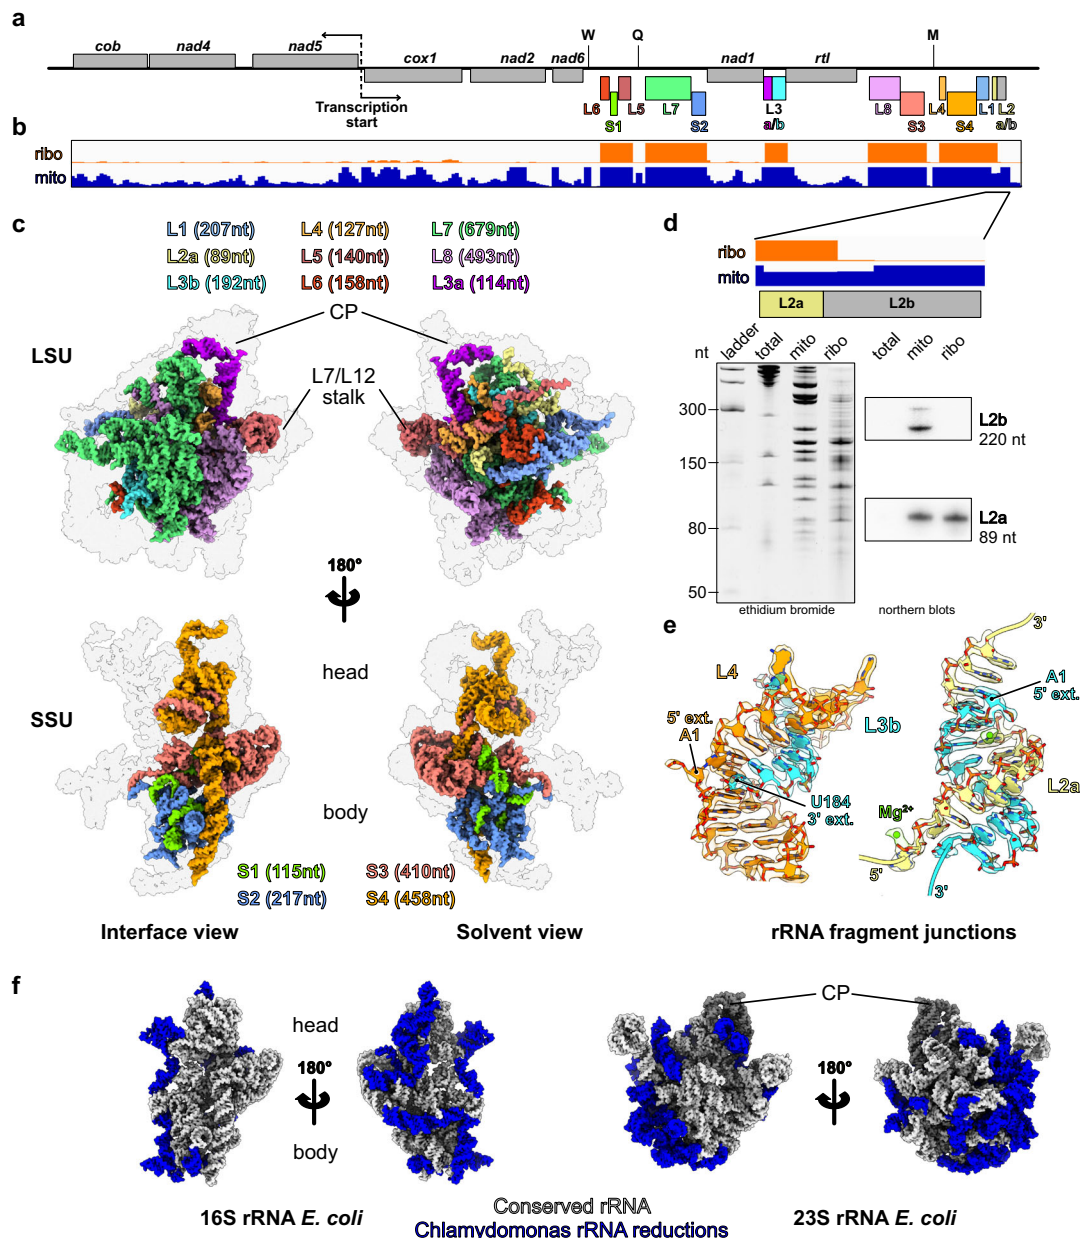 a
cob nad4 nad5 cox1 nad2 nad6 W Q nad1 rtl M
Transcription
start
L6 S1 L5 L7 S2 L3 a/b L8 S3 L4 S4 L1 L2 a/b
b
ribo
mito
c
L1 (207nt) L4 (127nt) L7 (679nt)
L2a (89nt) L5 (140nt) L8 (493nt)
L3b (192nt) L6 (158nt) L3a (114nt)
CP
LSU
L7/L12
stalk
180°
head
SSU
body
S1 (115nt) S3 (410nt)
S2 (217nt) S4 (458nt)
Interface view Solvent view
d
ribo
mito
L2a L2b
nt ladder total mito ribo total mito ribo
300
150
80
50
L2b
220 nt
L2a
89 nt
ethidium bromide northern blots
e
L4
5' ext.
A1
L3b
U184
3' ext.
3'
A1
5' ext.
L2a
Mg²⁺
5'
3'
rRNA fragment junctions
f
head
180°
body
CP
180°
16S rRNA E. coli
Conserved rRNA
Chlamydomonas rRNA reductions
23S rRNA E. coli